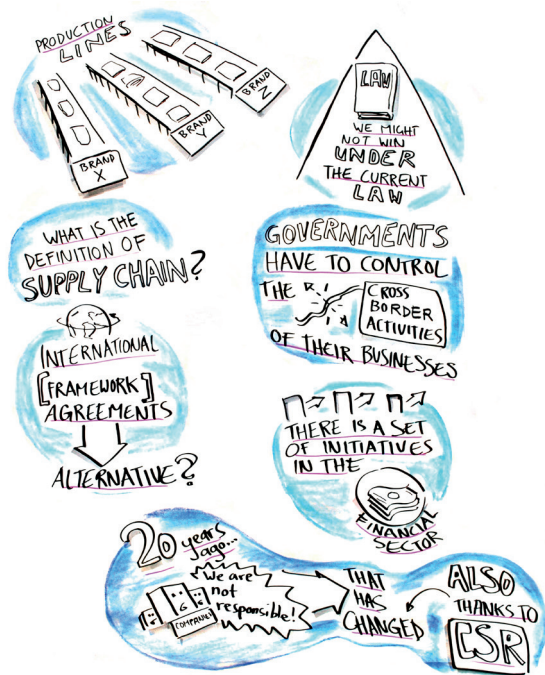 PRODUCTION
LINES
BRAND
X
BRAND
Y
BRAND
Z
LAW
WE MIGHT
NOT WIN
UNDER
THE CURRENT
LAW
WHAT IS THE
DEFINITION OF
SUPPLY CHAIN?
GOVERNMENTS
HAVE TO CONTROL
THE
CROSS
BORDER
ACTIVITIES
OF THEIR BUSINESSES
INTERNATIONAL
[FRAMEWORK]
AGREEMENTS
ALTERNATIVE?
THERE IS A SET
OF INITIATIVES
IN THE
FINANCIAL
SECTOR
20 years
ago...
We are
not
responsible!
COMPANIES
THAT
HAS
CHANGED
ALSO
THANKS TO
CSR